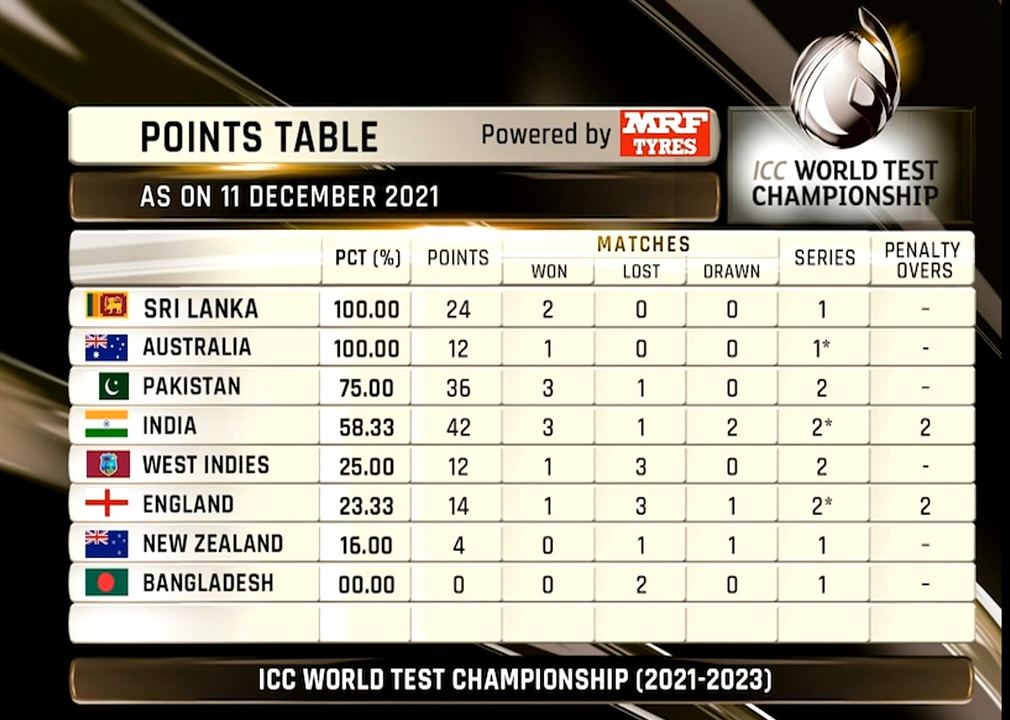 POINTS TABLE Powered by MRF TYRES
ICC WORLD TEST CHAMPIONSHIP
AS ON 11 DECEMBER 2021
PCT (%) POINTS MATCHES SERIES PENALTY OVERS
WON LOST DRAWN
SRI LANKA 100.00 24 2 0 0 1 -
AUSTRALIA 100.00 12 1 0 0 1* -
PAKISTAN 75.00 36 3 1 0 2 -
INDIA 58.33 42 3 1 2 2* 2
WEST INDIES 25.00 12 1 3 0 2 -
ENGLAND 23.33 14 1 3 1 2* 2
NEW ZEALAND 16.00 4 0 1 1 1 -
BANGLADESH 00.00 0 0 2 0 1 -
ICC WORLD TEST CHAMPIONSHIP (2021-2023)